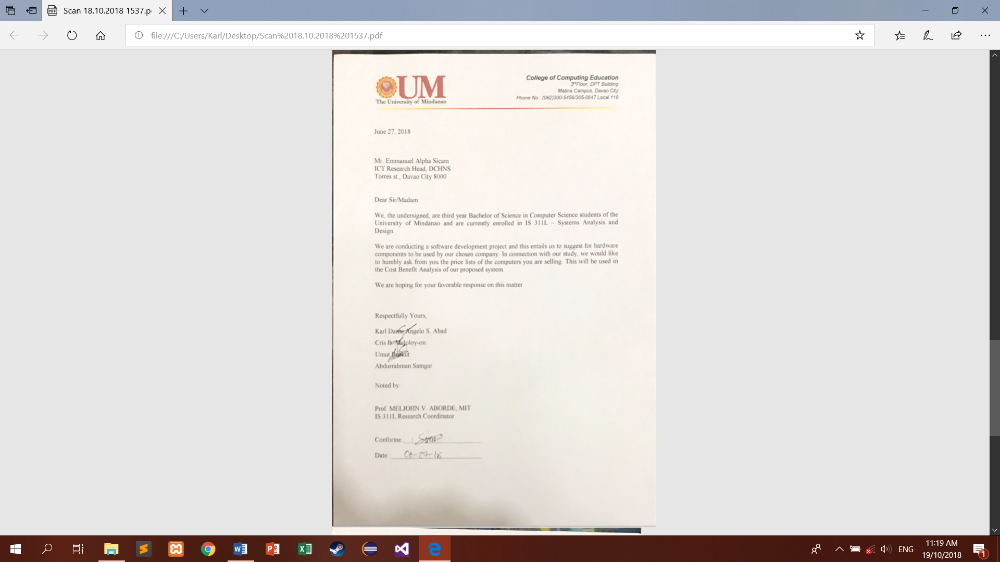 Scan 18.10.2018 1537.p
file:///C:/Users/Karl/Desktop/Scan%2018.10.2018%201537.pdf
UM
The University of Mindanao
College of Computing Education
3rdFloor, DPT Building
Matina Campus, Davao City
Phone No.: (082)300-5456/305-0647 Local 116
June 27, 2018
Mr. Emmanuel Alpha Sicam
ICT Research Head, DCHNS
Torres st., Davao City 8000
Dear Sir/Madam:
We, the undersigned, are third year Bachelor of Science in Computer Science students of the
University of Mindanao and are currently enrolled in IS 311L – Systems Analysis and
Design.
We are conducting a software development project and this entails us to suggest for hardware
components to be used by our chosen company. In connection with our study, we would like
to humbly ask from you the price lists of the computers you are selling. This will be used in
the Cost Benefit Analysis of our proposed system.
We are hoping for your favorable response on this matter.
Respectfully Yours,
Karl Dame Angelo S. Abad
Cris B. Maloloy-on
Umut Burkut
Abdurrahman Samgar
Noted by
Prof. MELJOHN V. ABORDE, MIT
IS 311L Research Coordinator
Conforme
Date 06-27-18
ENG
11:19 AM
19/10/2018
1